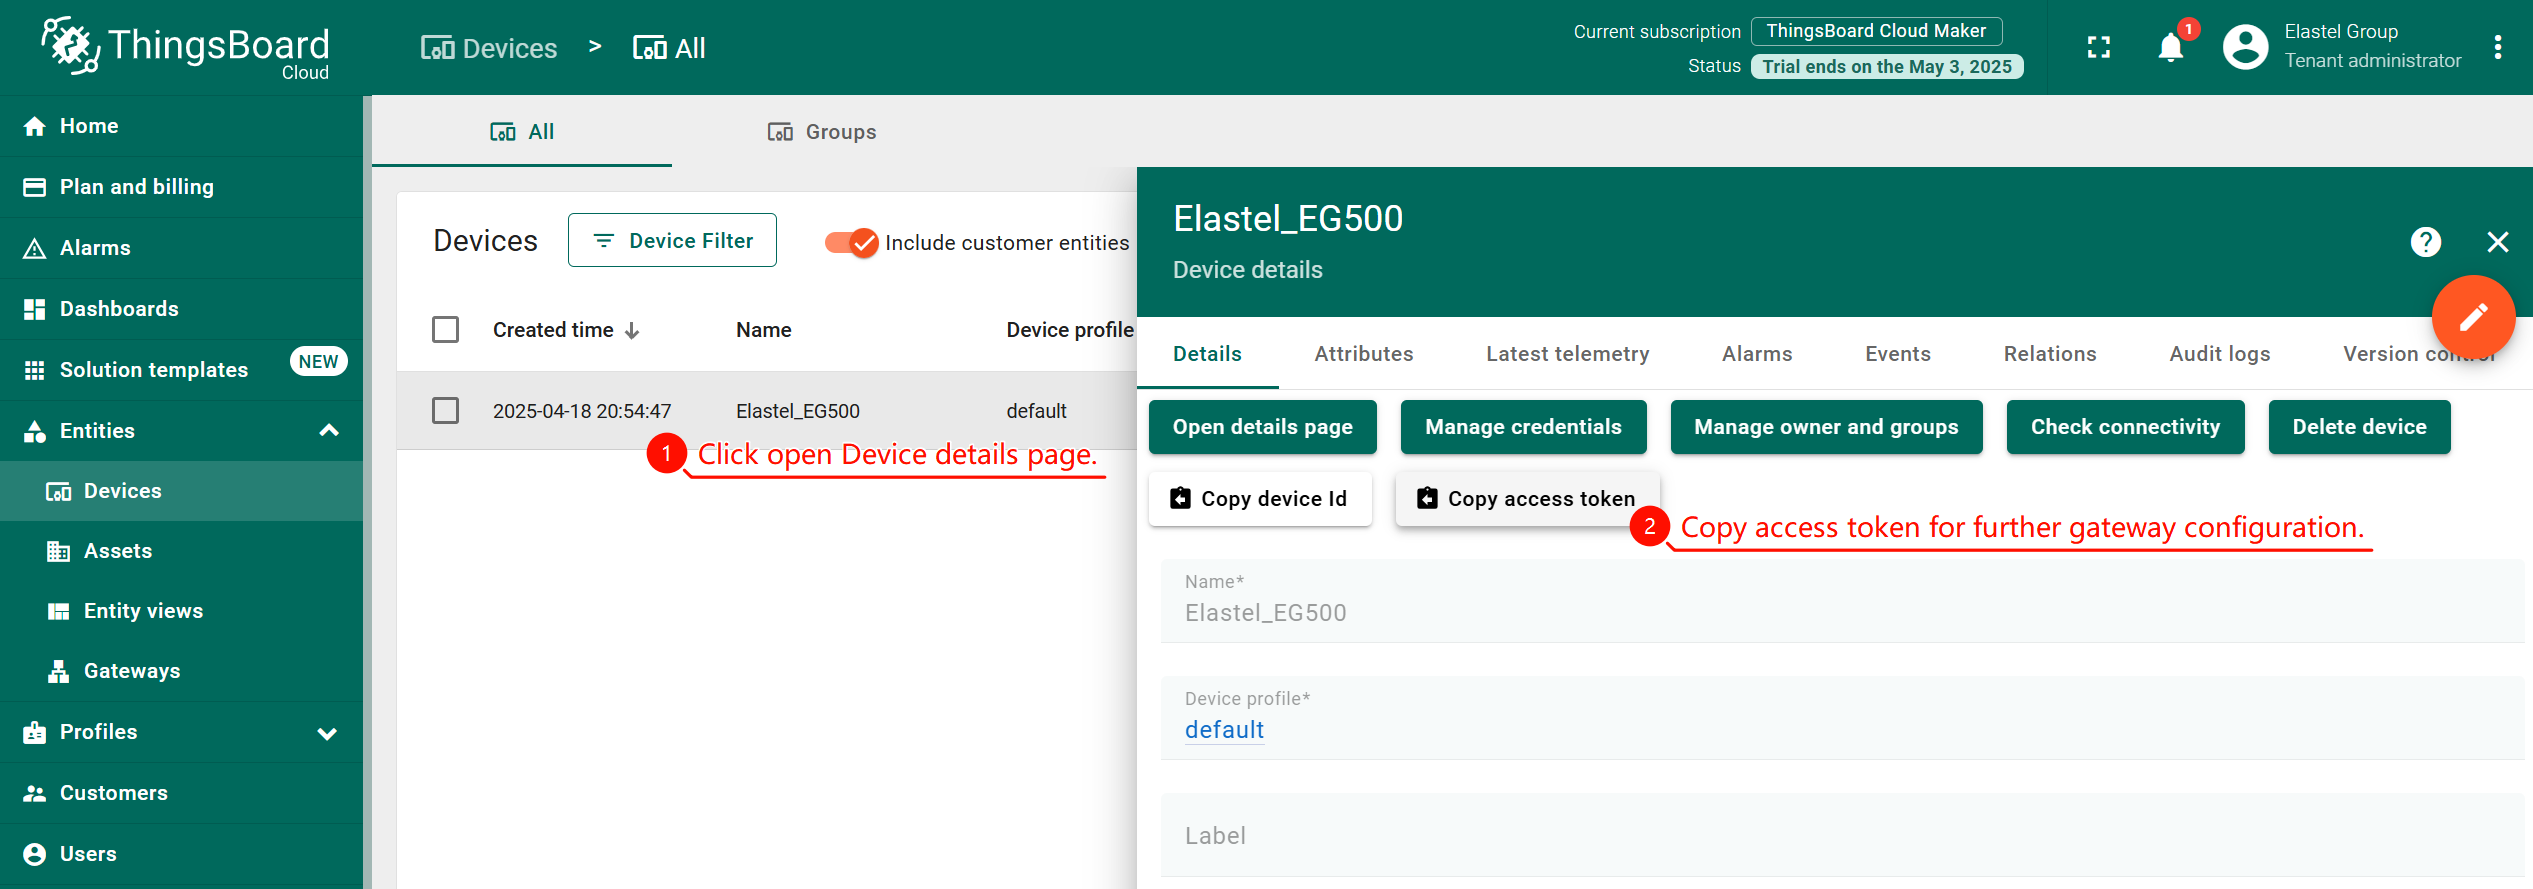 ThingsBoard
Cloud
Devices > All
Current subscription ThingsBoard Cloud Maker
Status Trial ends on the May 3, 2025
1
Elastel Group
Tenant administrator
Home
Plan and billing
Alarms
Dashboards
Solution templates NEW
Entities
Devices
Assets
Entity views
Gateways
Profiles
Customers
Users
All Groups
Devices Device Filter Include customer entities
Created time Name Device profile
2025-04-18 20:54:47 Elastel_EG500 default
1 Click open Device details page.
Elastel_EG500
Device details
Details Attributes Latest telemetry Alarms Events Relations Audit logs Version control
Open details page Manage credentials Manage owner and groups Check connectivity Delete device
Copy device Id Copy access token
2 Copy access token for further gateway configuration.
Name*
Elastel_EG500
Device profile*
default
Label